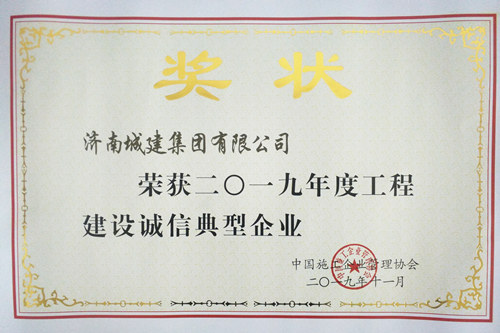 奖状
济南城建集团有限公司
荣获二〇一九年度工程
建设诚信典型企业
中国施工企业管理协会
二〇一九年十一月